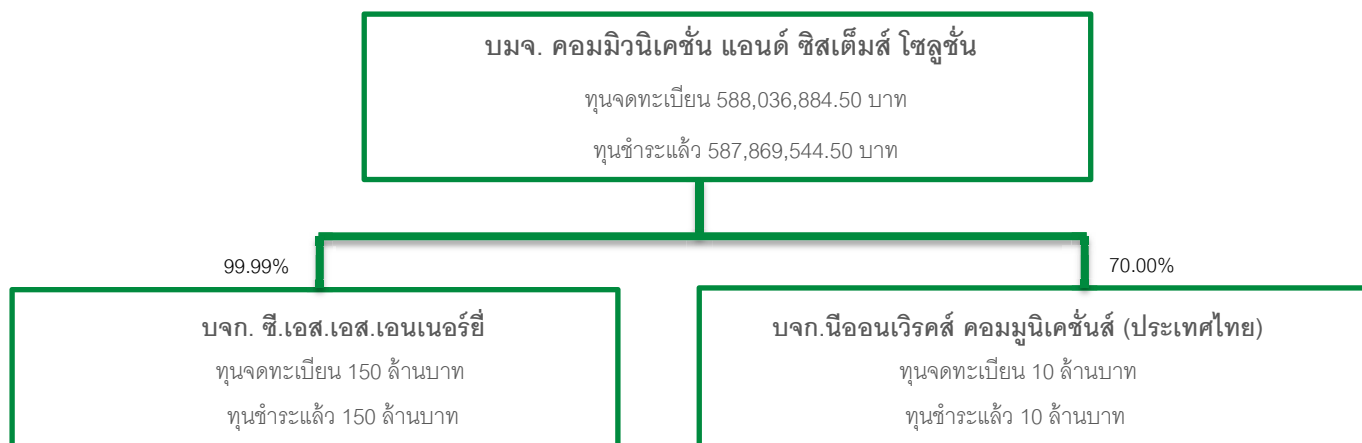 บมจ. คอมมิวนิเคชั่น แอนด์ ซิสเต็มส์ โซลูชั่น
ทุนจดทะเบียน 588,036,884.50 บาท
ทุนชำระแล้ว 587,869,544.50 บาท
99.99%
70.00%
บจก. ซี.เอส.เอส.เอนเนอร์ยี่
ทุนจดทะเบียน 150 ล้านบาท
ทุนชำระแล้ว 150 ล้านบาท
บจก.นีออนเวิรคส์ คอมมูนิเคชั่นส์ (ประเทศไทย)
ทุนจดทะเบียน 10 ล้านบาท
ทุนชำระแล้ว 10 ล้านบาท